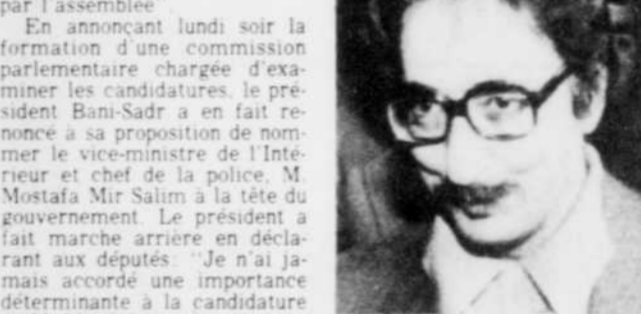 par l'assemblée"
En annonçant lundi soir la
formation d'une commission
parlementaire chargée d'exa-
miner les candidatures, le pré-
sident Bani-Sadr a en fait re-
noncé à sa proposition de nom-
mer le vice-ministre de l'Inté-
rieur et chef de la police, M.
Mostafa Mir Salim à la tête du
gouvernement. Le président a
fait marche arrière en décla-
rant aux députés: "Je n'ai ja-
mais accordé une importance
déterminante à la candidature